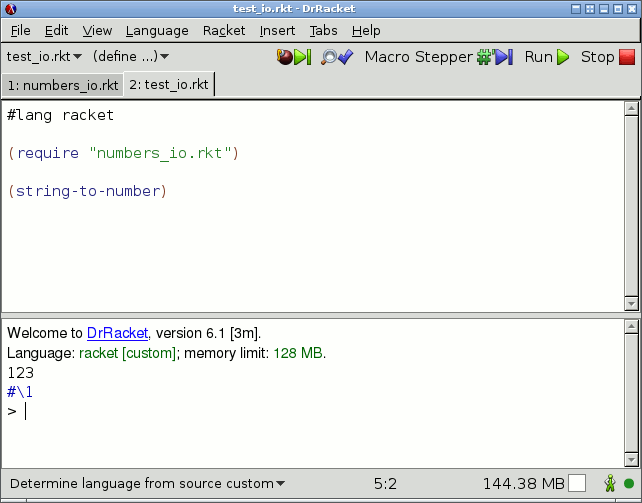 test_io.rkt - DrRacket
File Edit View Language Racket Insert Tabs Help
test_io.rkt (define ...) Macro Stepper Run Stop
1: numbers_io.rkt 2: test_io.rkt
#lang racket
(require "numbers_io.rkt")
(string-to-number)
Welcome to DrRacket, version 6.1 [3m].
Language: racket [custom]; memory limit: 128 MB.
123
#\1
>
Determine language from source custom 5:2 144.38 MB